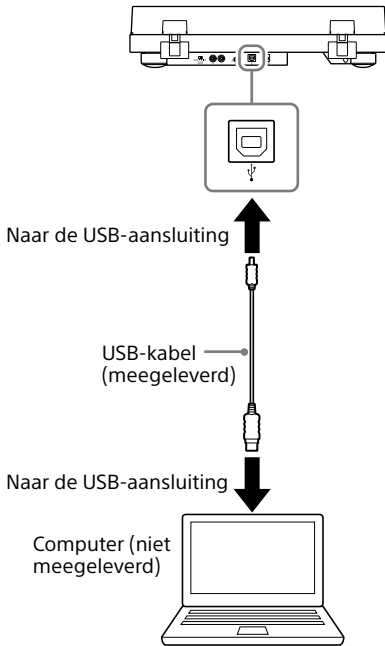 Naar de USB-aansluiting
USB-kabel
(meegeleverd)
Naar de USB-aansluiting
Computer (niet
meegeleverd)